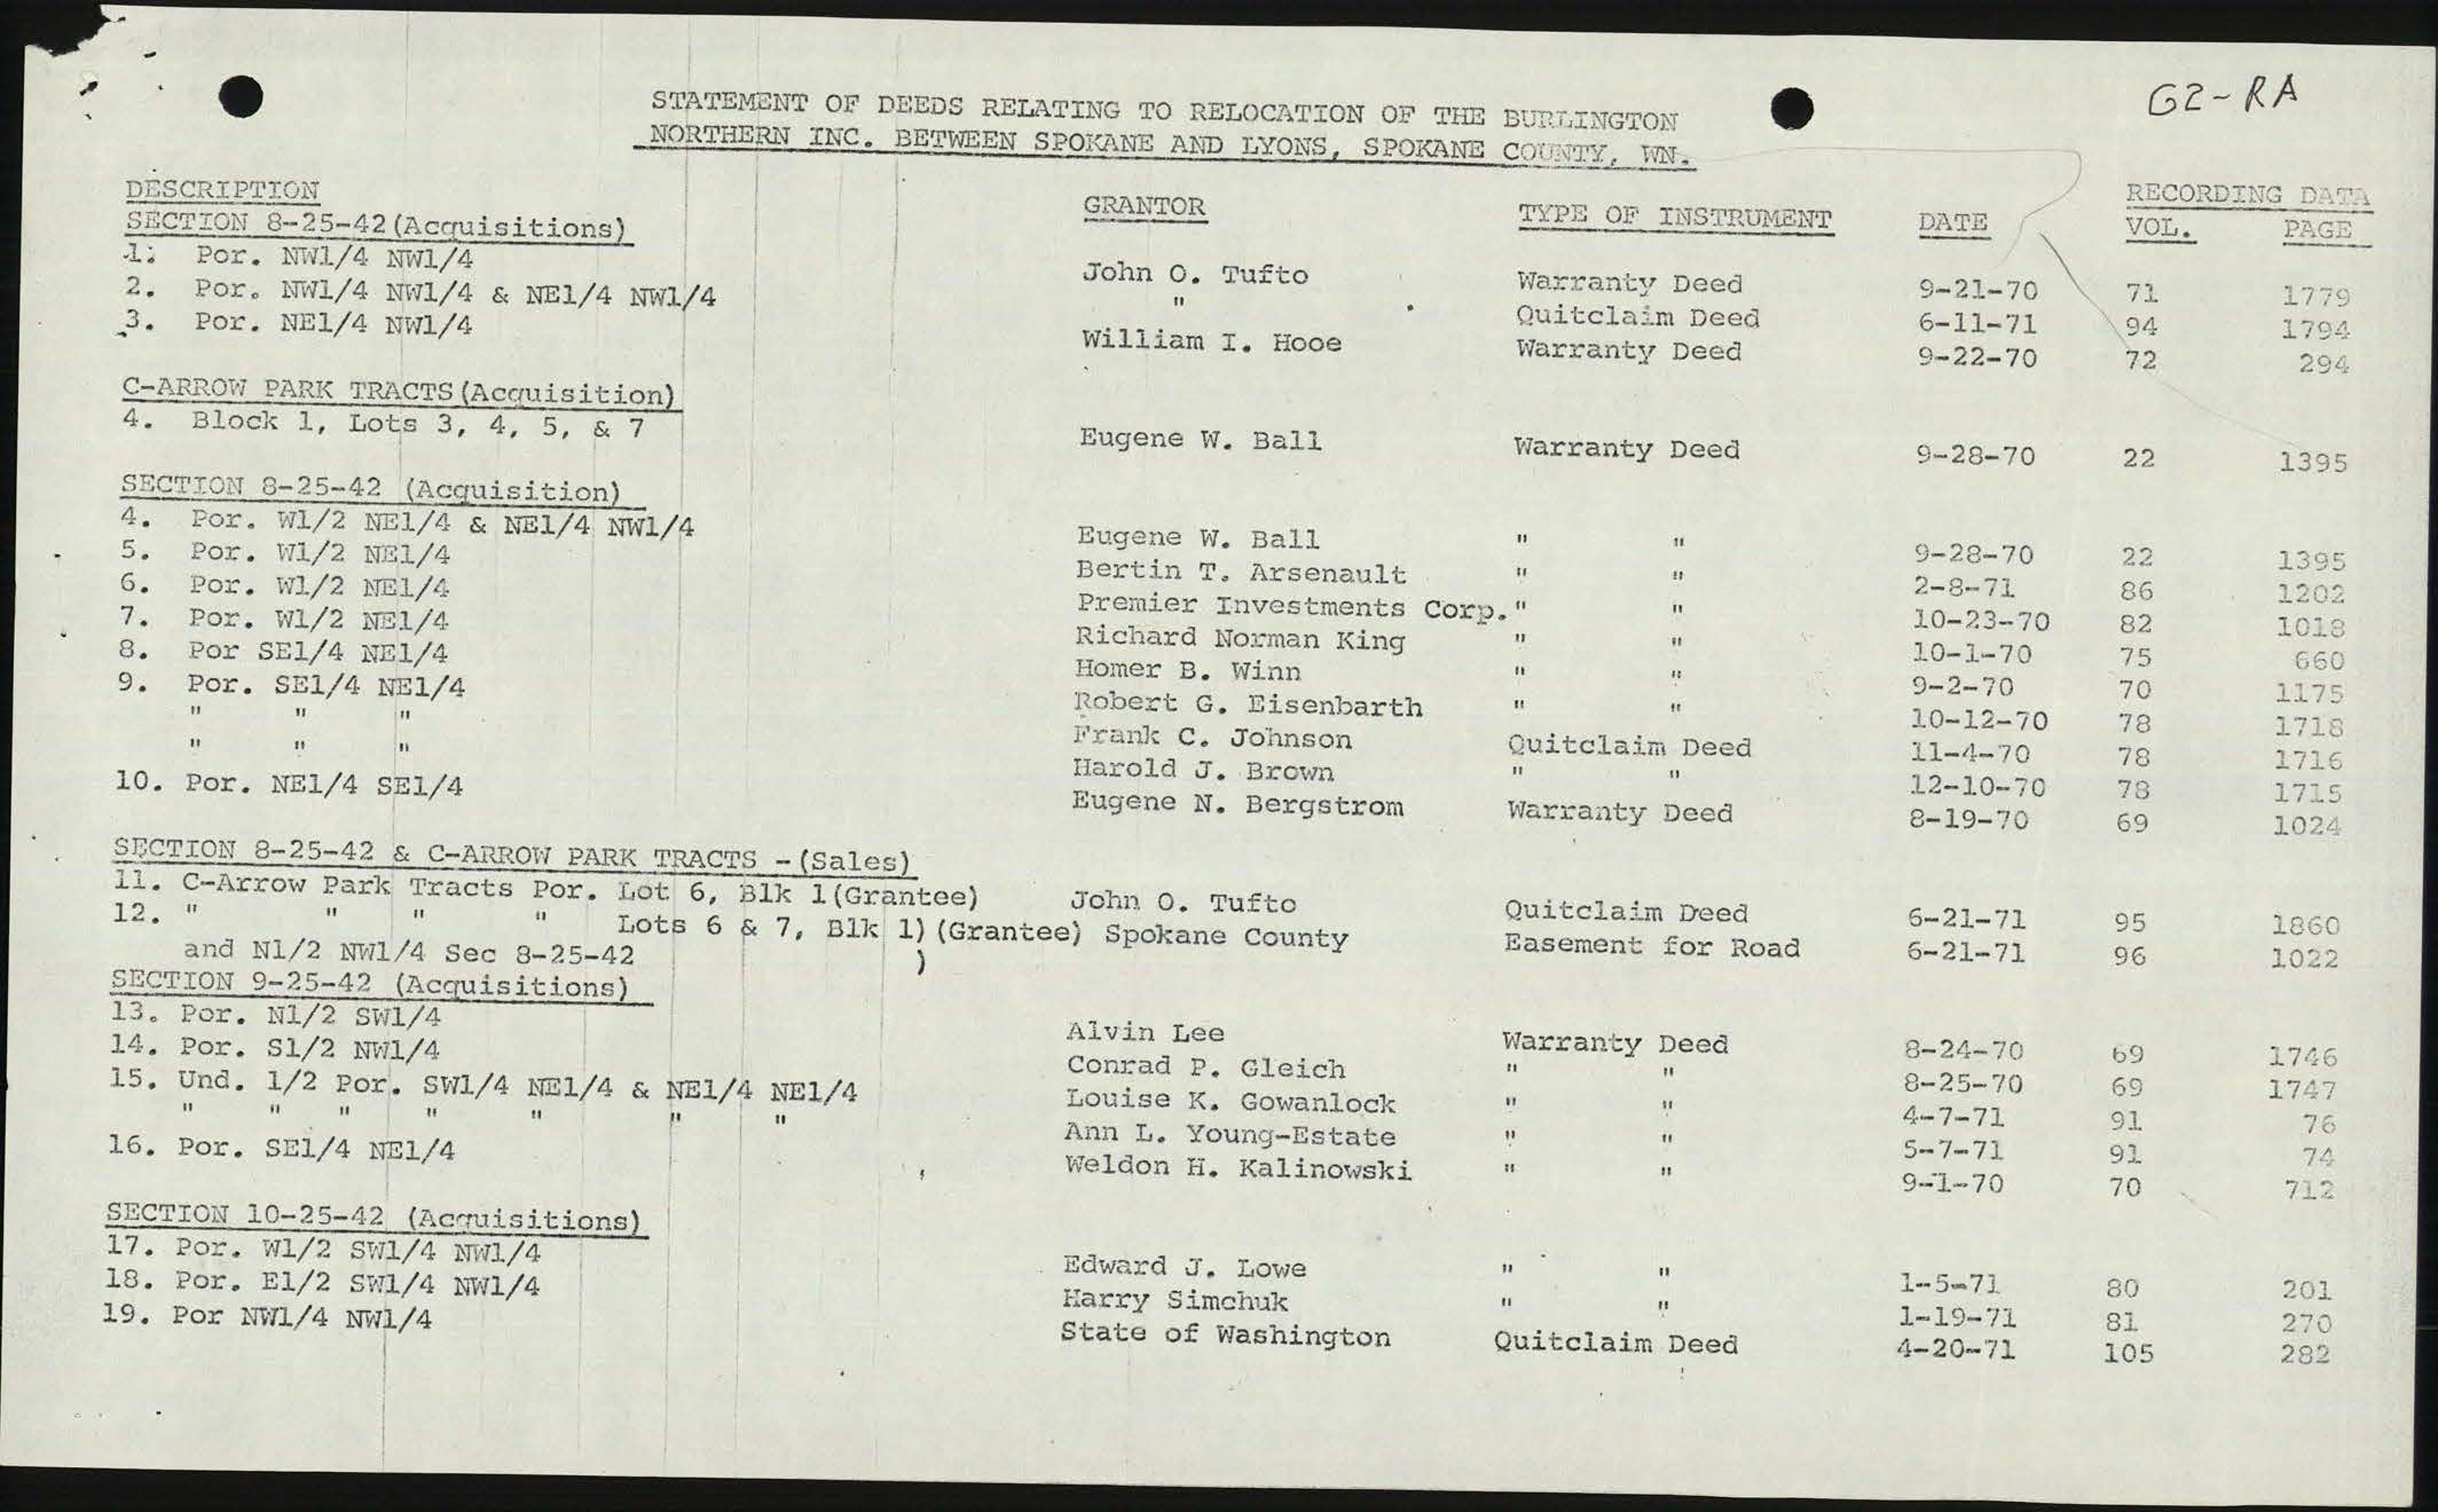 G2-RA
STATEMENT OF DEEDS RELATING TO RELOCATION OF THE BURLINGTON
NORTHERN INC. BETWEEN SPOKANE AND LYONS, SPOKANE COUNTY, WN.
RECORDING DATA
DESCRIPTION GRANTOR TYPE OF INSTRUMENT DATE VOL. PAGE
SECTION 8-25-42(Acquisitions)
1. Por. NW1/4 NW1/4 John O. Tufto Warranty Deed 9-21-70 71 1779
2. Por. NW1/4 NW1/4 & NE1/4 NW1/4 " Quitclaim Deed 6-11-71 94 1794
3. Por. NE1/4 NW1/4 William I. Hooe Warranty Deed 9-22-70 72 294
C-ARROW PARK TRACTS(Acquisition)
4. Block 1, Lots 3, 4, 5, & 7 Eugene W. Ball Warranty Deed 9-28-70 22 1395
SECTION 8-25-42 (Acquisition)
4. Por. W1/2 NE1/4 & NE1/4 NW1/4 Eugene W. Ball " " 9-28-70 22 1395
5. Por. W1/2 NE1/4 Bertin T. Arsenault " " 2-8-71 86 1202
6. Por. W1/2 NE1/4 Premier Investments Corp." " 10-23-70 82 1018
7. Por. W1/2 NE1/4 Richard Norman King " " 10-1-70 75 660
8. Por SE1/4 NE1/4 Homer B. Winn " " 9-2-70 70 1175
9. Por. SE1/4 NE1/4 Robert G. Eisenbarth " " 10-12-70 78 1718
" " " Frank C. Johnson Quitclaim Deed 11-4-70 78 1716
" " " Harold J. Brown " " 12-10-70 78 1715
10. Por. NE1/4 SE1/4 Eugene N. Bergstrom Warranty Deed 8-19-70 69 1024
SECTION 8-25-42 & C-ARROW PARK TRACTS -(Sales)
11. C-Arrow Park Tracts Por. Lot 6, Blk 1(Grantee) John O. Tufto Quitclaim Deed 6-21-71 95 1860
12. " " " " Lots 6 & 7, Blk 1)(Grantee) Spokane County Easement for Road 6-21-71 96 1022
and N1/2 NW1/4 Sec 8-25-42 )
SECTION 9-25-42 (Acquisitions)
13. Por. N1/2 SW1/4 Alvin Lee Warranty Deed 8-24-70 69 1746
14. Por. S1/2 NW1/4 Conrad P. Gleich " " 8-25-70 69 1747
15. Und. 1/2 Por. SW1/4 NE1/4 & NE1/4 NE1/4 Louise K. Gowanlock " " 4-7-71 91 76
" " " " " " " Ann L. Young-Estate " " 5-7-71 91 74
16. Por. SE1/4 NE1/4 Weldon H. Kalinowski " " 9-1-70 70 712
SECTION 10-25-42 (Acquisitions)
17. Por. W1/2 SW1/4 NW1/4 Edward J. Lowe " " 1-5-71 80 201
18. Por. E1/2 SW1/4 NW1/4 Harry Simchuk " " 1-19-71 81 270
19. Por NW1/4 NW1/4 State of Washington Quitclaim Deed 4-20-71 105 282